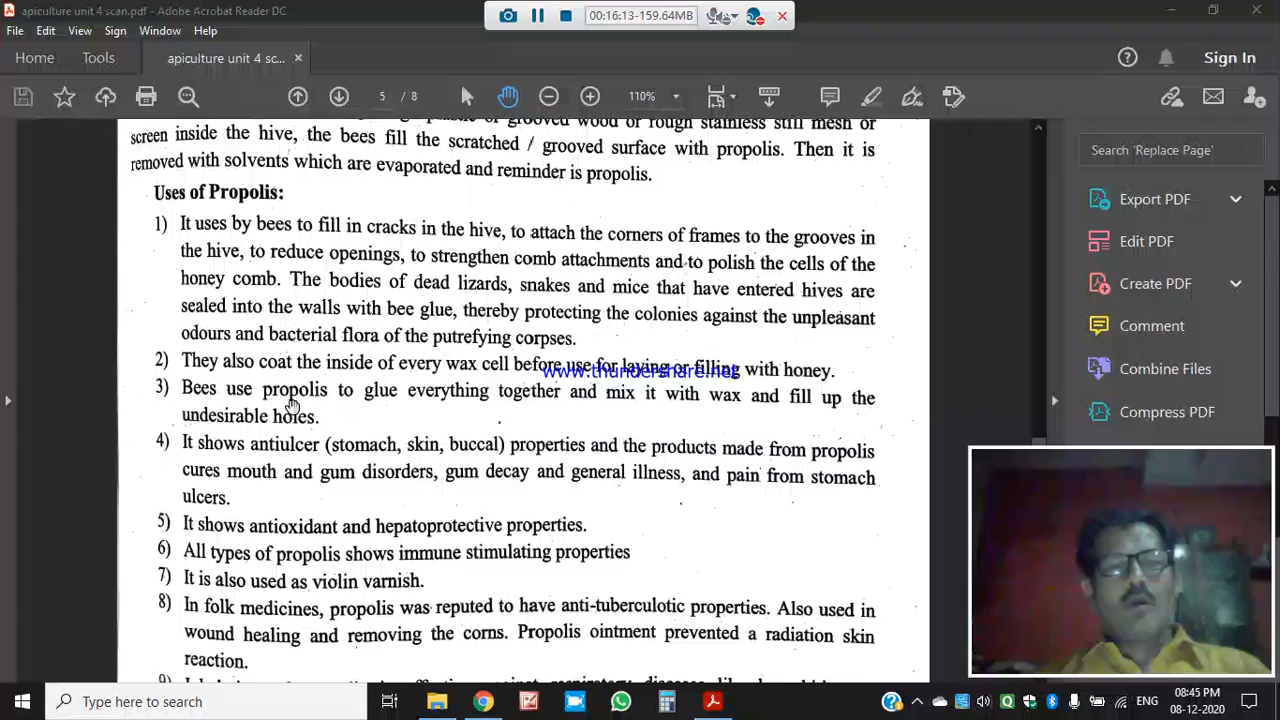 apiculture unit 4 scan.pdf - Adobe Acrobat Reader DC
00:16:13-159.64MB
File Edit View Sign Window Help
Home Tools apiculture unit 4 sc... Sign In
5 / 8 110%
grooved wood or rough stainless still mesh or
screen inside the hive, the bees fill the scratched / grooved surface with propolis. Then it is
removed with solvents which are evaporated and reminder is propolis.
Uses of Propolis:
1) It uses by bees to fill in cracks in the hive, to attach the corners of frames to the grooves in
the hive, to reduce openings, to strengthen comb attachments and to polish the cells of the
honey comb. The bodies of dead lizards, snakes and mice that have entered hives are
sealed into the walls with bee glue, thereby protecting the colonies against the unpleasant
odours and bacterial flora of the putrefying corpses.
2) They also coat the inside of every wax cell before use for laying or filling with honey.
www.thundershare.net
3) Bees use propolis to glue everything together and mix it with wax and fill up the
undesirable holes.
4) It shows antiulcer (stomach, skin, buccal) properties and the products made from propolis
cures mouth and gum disorders, gum decay and general illness, and pain from stomach
ulcers.
5) It shows antioxidant and hepatoprotective properties.
6) All types of propolis shows immune stimulating properties
7) It is also used as violin varnish.
8) In folk medicines, propolis was reputed to have anti-tuberculotic properties. Also used in
wound healing and removing the corns. Propolis ointment prevented a radiation skin
reaction.
Search 'Replace Page'
Export PDF
Edit PDF
Create PDF
Comment
Combine Files
Compress PDF
Type here to search
ENG
08:45 PM
08-12-2020